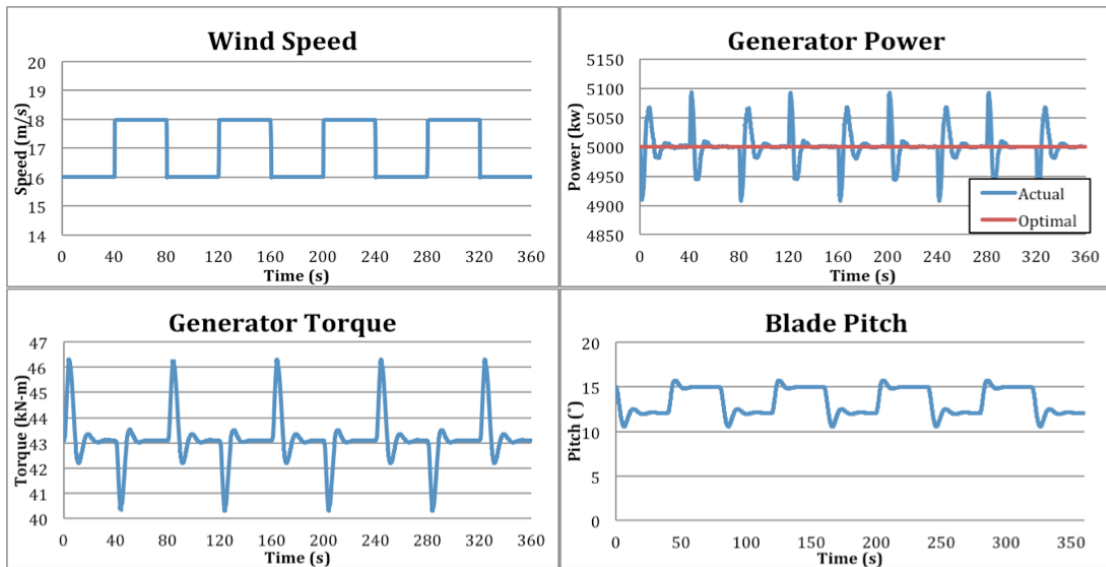 Wind Speed
Speed (m/s)
20
19
18
17
16
15
14
0 40 80 120 160 200 240 280 320 360
Time (s)
Generator Power
Power (kw)
5150
5100
5050
5000
4950
4900
4850
Actual
Optimal
0 40 80 120 160 200 240 280 320 360
Time (s)
Generator Torque
Torque (kN-m)
47
46
45
44
43
42
41
40
0 40 80 120 160 200 240 280 320 360
Time (s)
Blade Pitch
Pitch (˚)
20
15
10
5
0
0 50 100 150 200 250 300 350
Time (s)